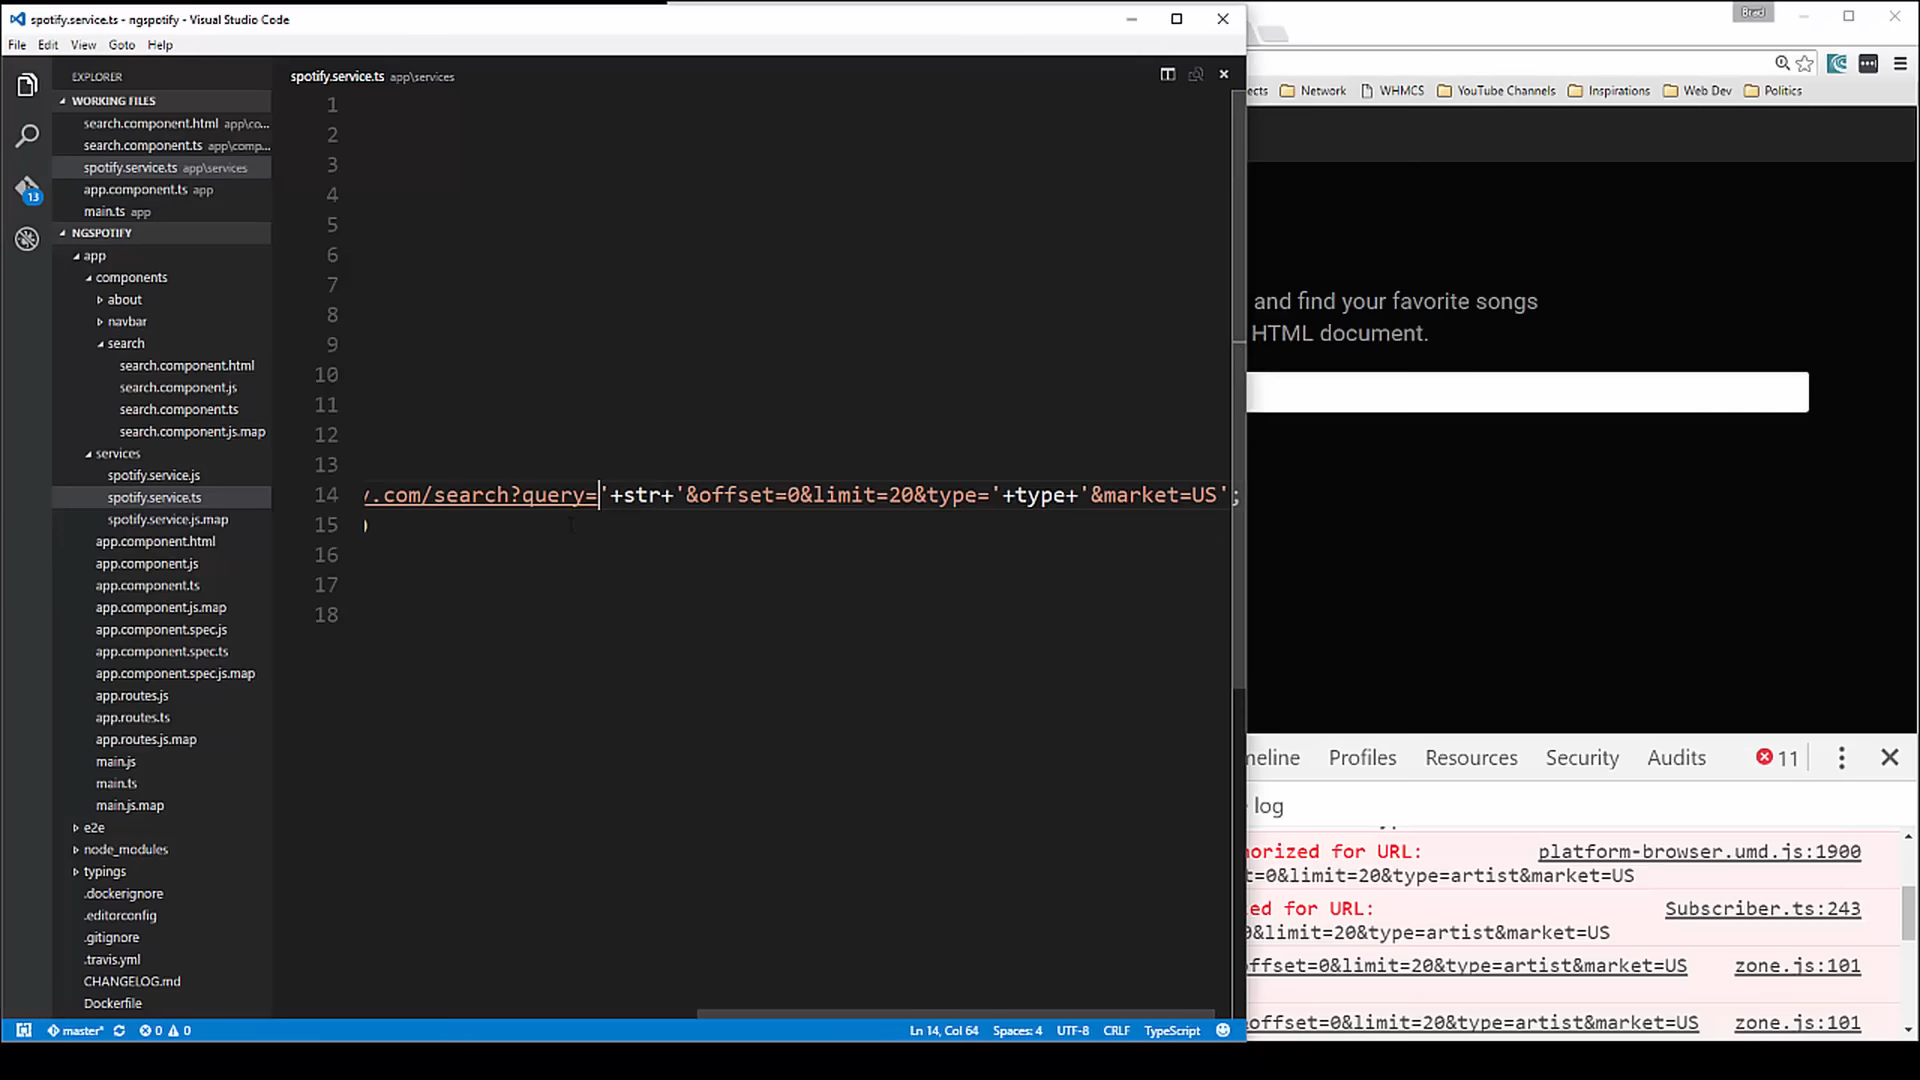 spotify.service.ts - ngspotify - Visual Studio Code
Brad
File Edit View Goto Help
EXPLORER
spotify.service.ts app\services
WORKING FILES
search.component.html app\co...
search.component.ts app\comp...
spotify.service.ts app\services
app.component.ts app
main.ts app
13
NGSPOTIFY
app
components
about
navbar
search
search.component.html
search.component.js
search.component.ts
search.component.js.map
services
spotify.service.js
spotify.service.ts
spotify.service.js.map
app.component.html
app.component.js
app.component.ts
app.component.js.map
app.component.spec.js
app.component.spec.ts
app.component.spec.js.map
app.routes.js
app.routes.ts
app.routes.js.map
main.js
main.ts
main.js.map
e2e
node_modules
typings
.dockerignore
.editorconfig
.gitignore
.travis.yml
CHANGELOG.md
Dockerfile
1
2
3
4
5
6
7
8
9
10
11
12
13
14 y.com/search?query='+str+'&offset=0&limit=20&type='+type+'&market=US';
15 )
16
17
18
master* 0 0
Ln 14, Col 64 Spaces: 4 UTF-8 CRLF TypeScript
ects Network WHMCS YouTube Channels Inspirations Web Dev Politics
and find your favorite songs
HTML document.
meline Profiles Resources Security Audits 11
log
horized for URL: platform-browser.umd.js:1900
t=0&limit=20&type=artist&market=US
ed for URL: Subscriber.ts:243
0&limit=20&type=artist&market=US
offset=0&limit=20&type=artist&market=US zone.js:101
offset=0&limit=20&type=artist&market=US zone.js:101